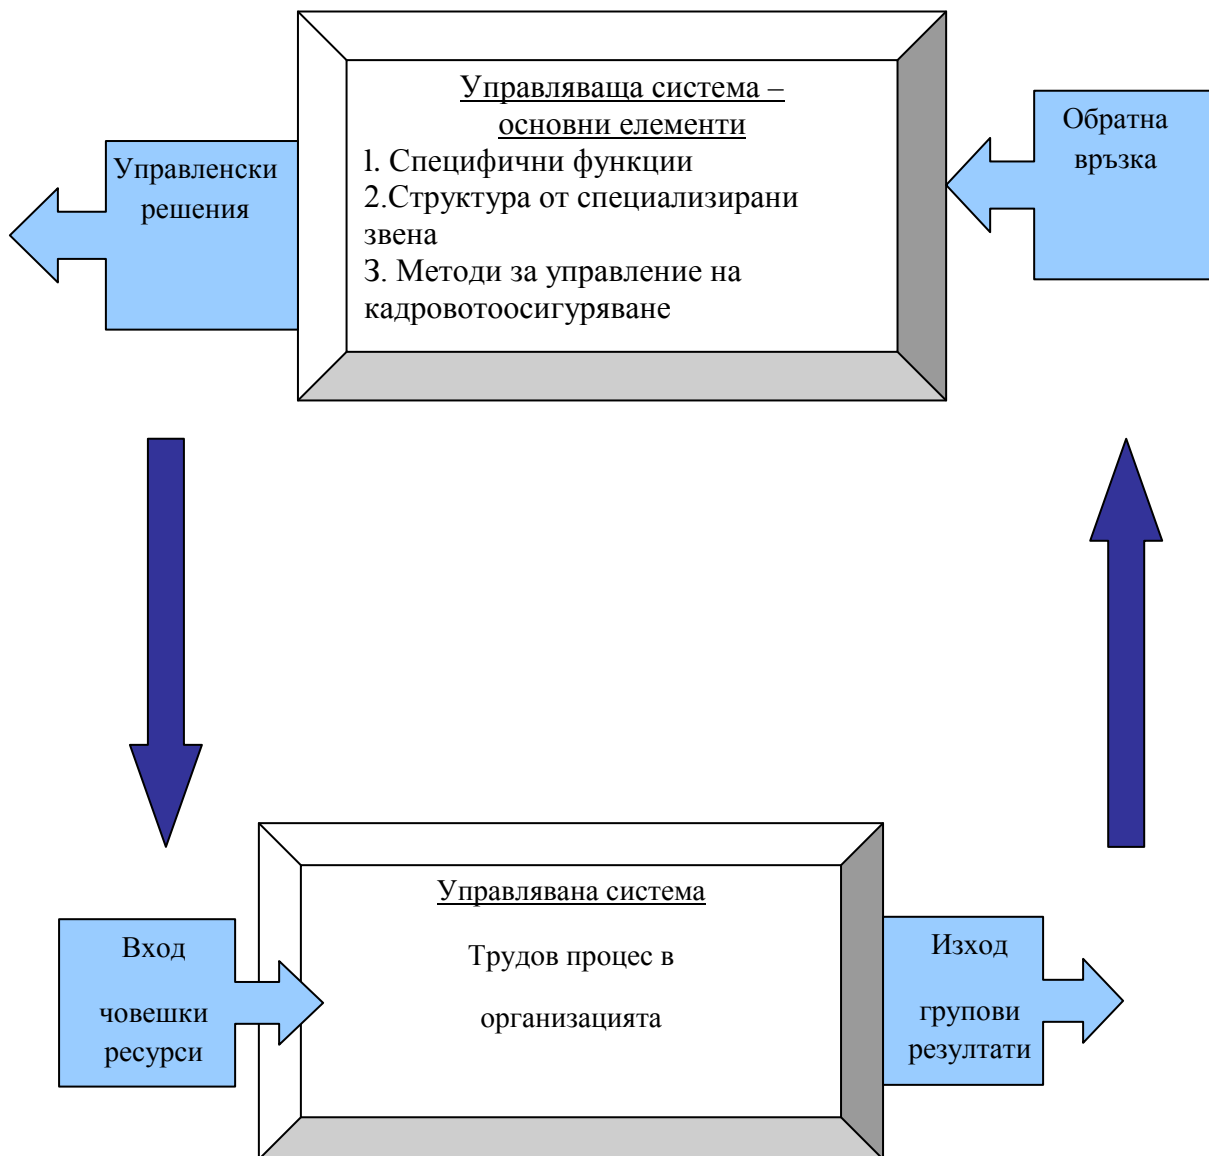 Управляваща система –
основни елементи
1. Специфични функции
2.Структура от специализирани
звена
3. Методи за управление на
кадровотоосигуряване
Управленски
решения
Обратна
връзка
Управлявана система
Трудов процес в
организацията
Вход
човешки
ресурси
Изход
групови
резултати